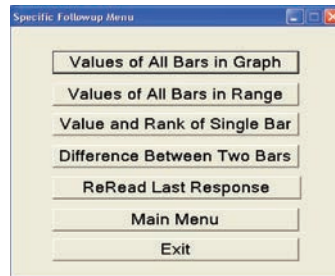 Specific Followup Menu
Values of All Bars in Graph
Values of All Bars in Range
Value and Rank of Single Bar
Difference Between Two Bars
ReRead Last Response
Main Menu
Exit